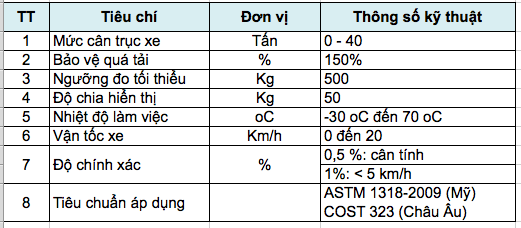 TT Tiêu chí Đơn vị Thông số kỹ thuật
1 Mức cân trục xe Tấn 0 - 40
2 Bảo vệ quá tải % 150%
3 Ngưỡng đo tối thiểu Kg 500
4 Độ chia hiển thị Kg 50
5 Nhiệt độ làm việc oC -30 oC đến 70 oC
6 Vận tốc xe Km/h 0 đến 20
7 Độ chính xác % 0,5 %: cân tính
1%: < 5 km/h
8 Tiêu chuẩn áp dụng ASTM 1318-2009 (Mỹ)
COST 323 (Châu Âu)